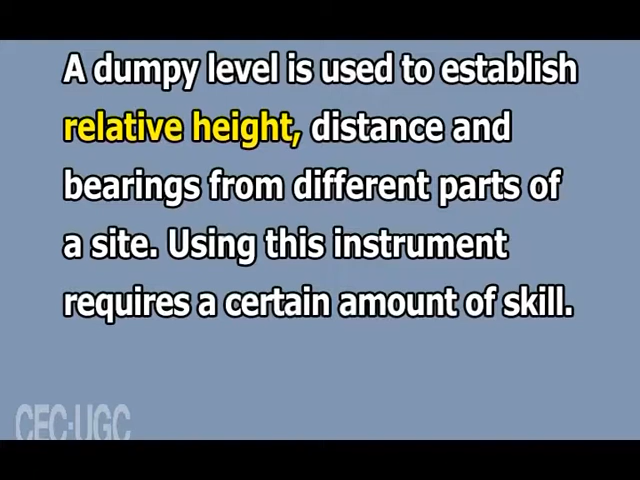 A dumpy level is used to establish
relative height, distance and
bearings from different parts of
a site. Using this instrument
requires a certain amount of skill.
CEC·UGC